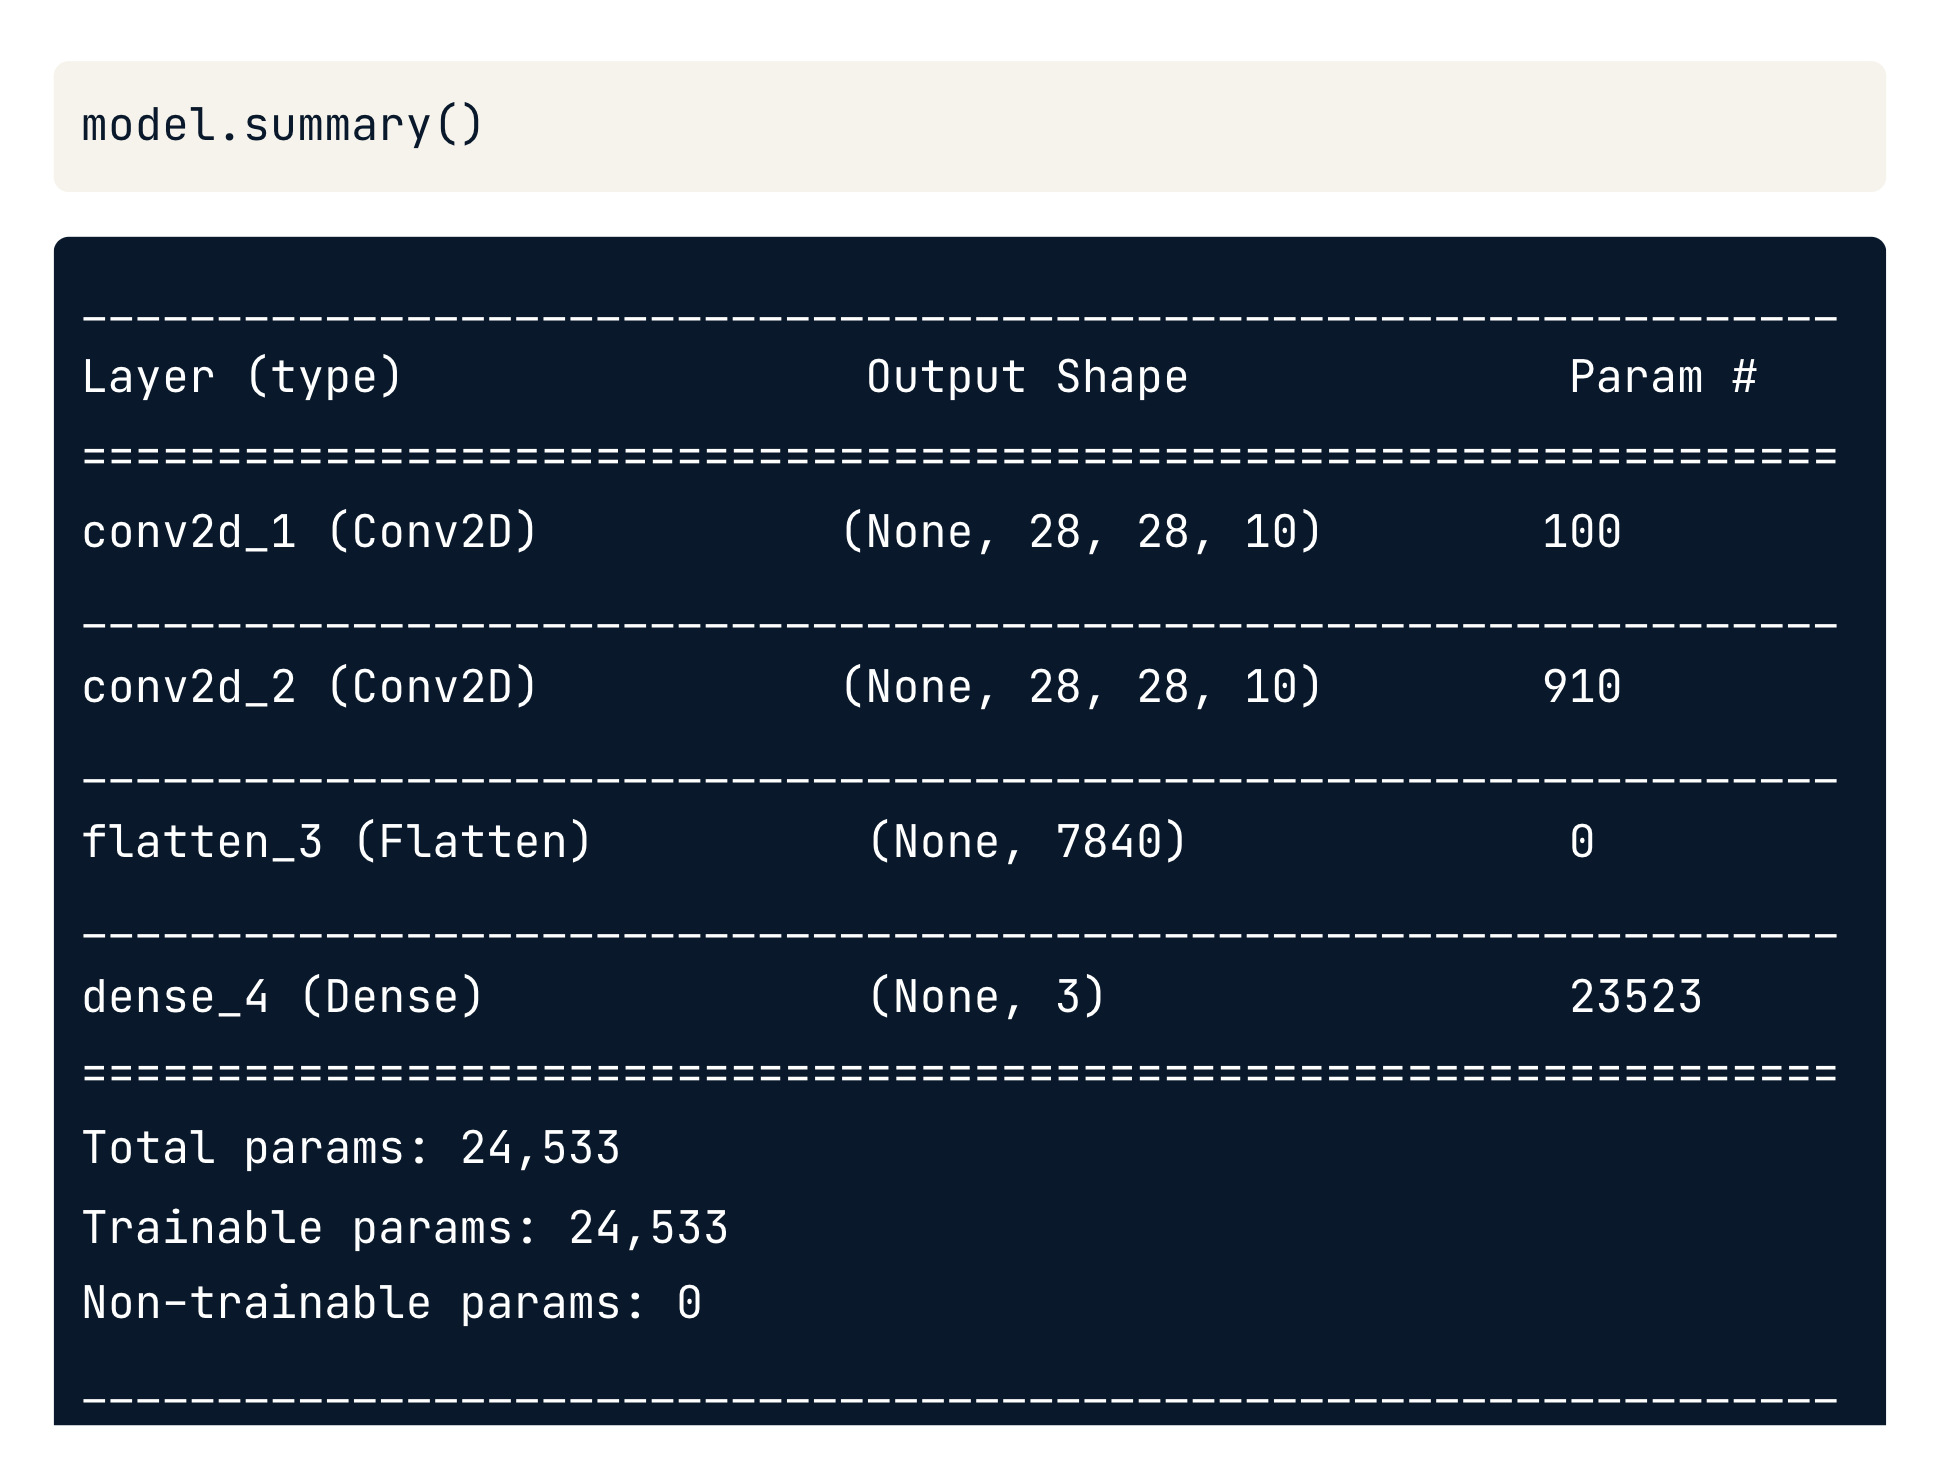 model.summary()
_________________________________________________________________
Layer (type)                 Output Shape              Param #
=================================================================
conv2d_1 (Conv2D)           (None, 28, 28, 10)        100
_________________________________________________________________
conv2d_2 (Conv2D)           (None, 28, 28, 10)        910
_________________________________________________________________
flatten_3 (Flatten)          (None, 7840)              0
_________________________________________________________________
dense_4 (Dense)              (None, 3)                 23523
=================================================================
Total params: 24,533
Trainable params: 24,533
Non-trainable params: 0
_________________________________________________________________